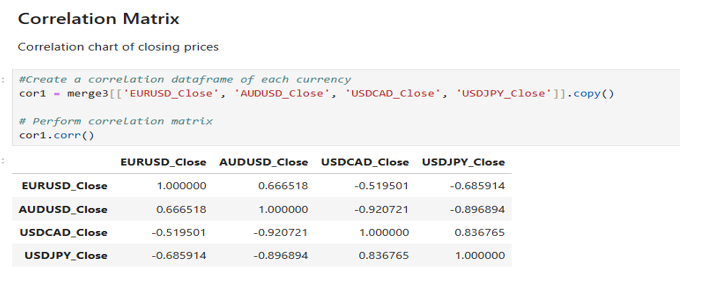 Correlation Matrix
Correlation chart of closing prices
:
#Create a correlation dataframe of each currency
cor1 = merge3[['EURUSD_Close', 'AUDUSD_Close', 'USDCAD_Close', 'USDJPY_Close']].copy()
# Perform correlation matrix
cor1.corr()
:
EURUSD_Close AUDUSD_Close USDCAD_Close USDJPY_Close
EURUSD_Close 1.000000 0.666518 -0.519501 -0.685914
AUDUSD_Close 0.666518 1.000000 -0.920721 -0.896894
USDCAD_Close -0.519501 -0.920721 1.000000 0.836765
USDJPY_Close -0.685914 -0.896894 0.836765 1.000000